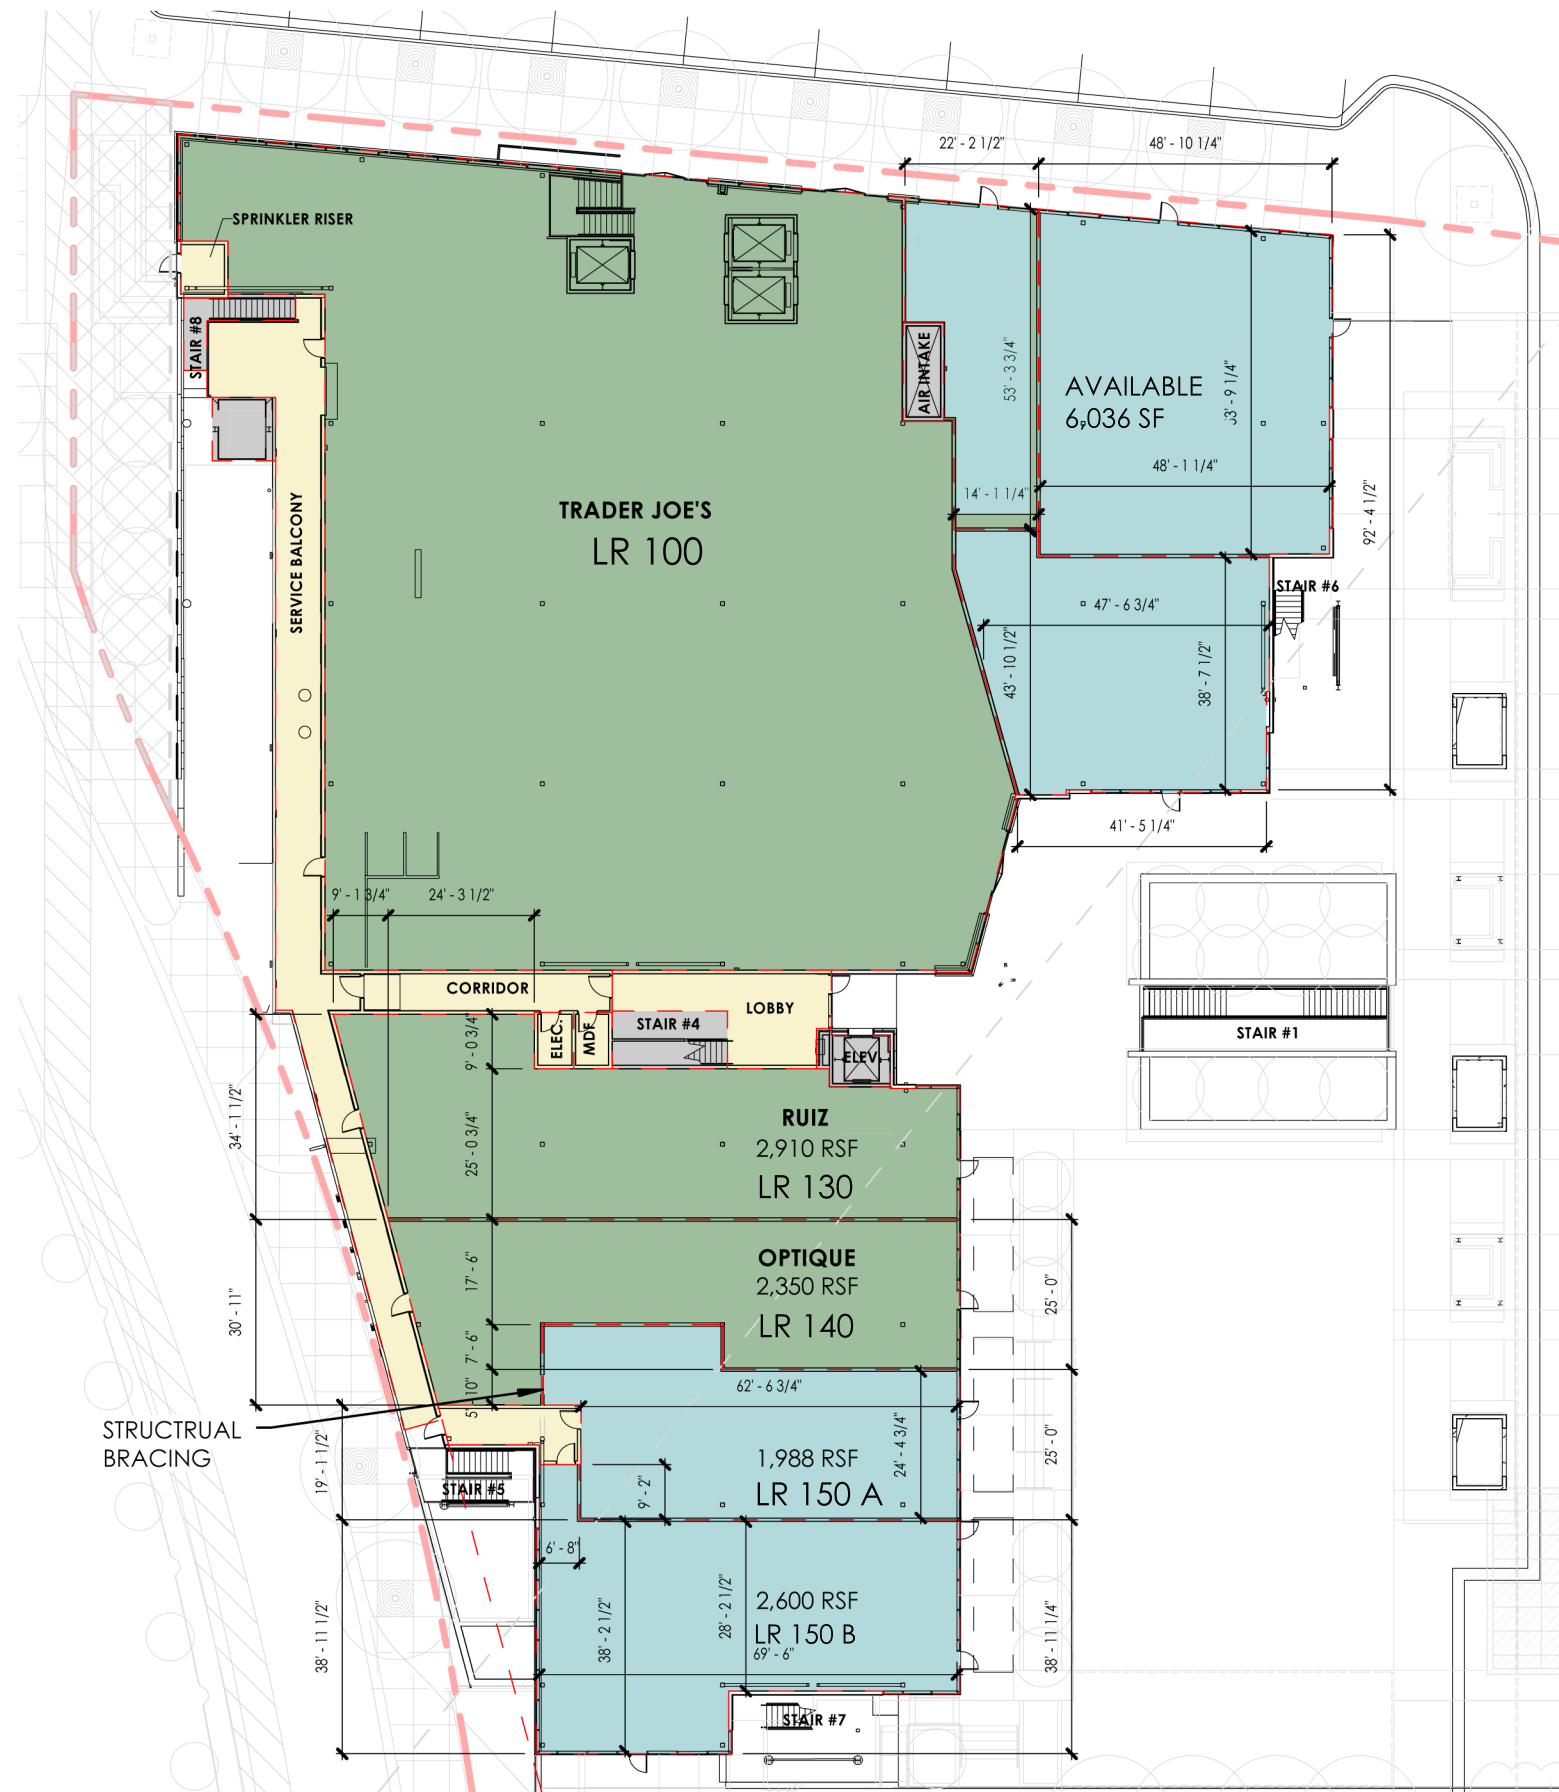 22' - 2 1/2"
48' - 10 1/4"
SPRINKLER RISER
STAIR #8
AIR INTAKE
53' - 3 3/4"
AVAILABLE
6,036 SF
48' - 1 1/4"
14' - 1 1/4"
92' - 4 1/2"
TRADER JOE'S
LR 100
SERVICE BALCONY
STAIR #6
47' - 6 3/4"
43' - 10 1/2"
38' - 7 1/2"
41' - 5 1/4"
9' - 1 3/4"
24' - 3 1/2"
CORRIDOR
LOBBY
ELEC.
MDF
STAIR #4
ELEV.
STAIR #1
9' - 0 3/4"
34' - 1 1/2"
25' - 0 3/4"
RUIZ
2,910 RSF
LR 130
OPTIQUE
2,350 RSF
LR 140
17' - 6"
30' - 11"
25' - 0"
7' - 6"
5' - 10"
62' - 6 3/4"
STRUCTRUAL
BRACING
24' - 4 3/4"
25' - 0"
1,988 RSF
LR 150 A
19' - 1 1/2"
STAIR #5
9' - 2"
6' - 8"
38' - 11 1/2"
38' - 2 1/2"
28' - 2 1/2"
2,600 RSF
LR 150 B
69' - 6"
38' - 11 1/4"
STAIR #7